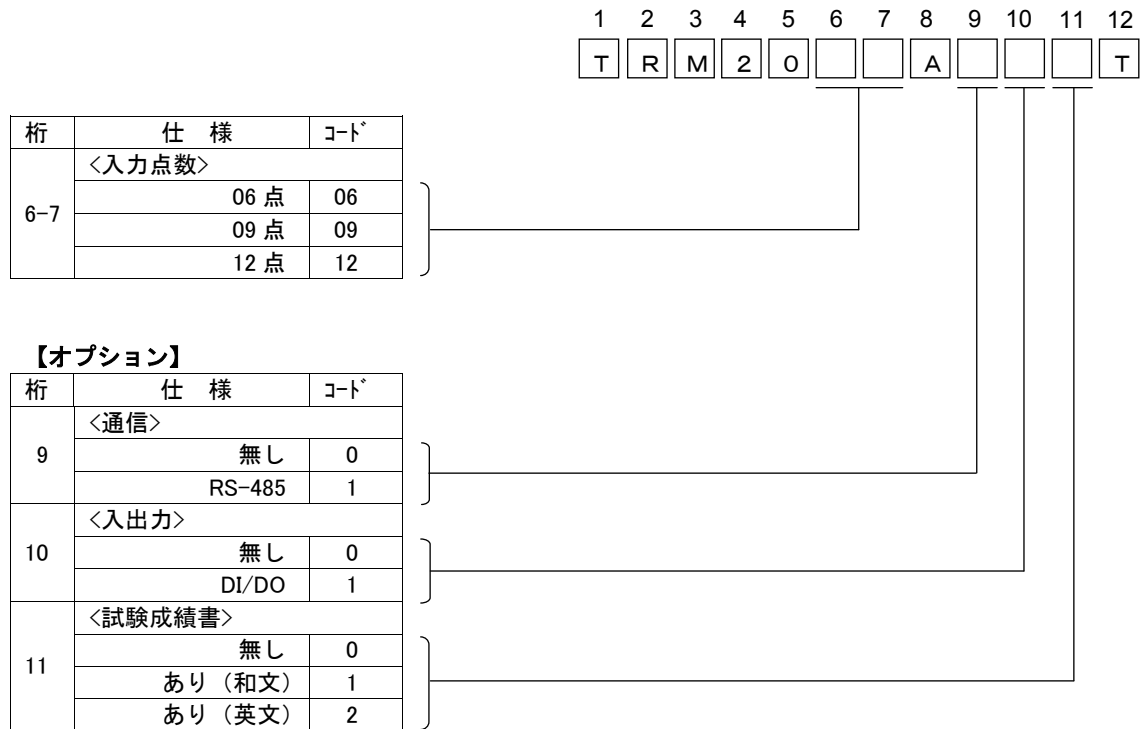 1 2 3 4 5 6 7 8 9 10 11 12
T R M 2 0 A T
桁 仕 様 コード
6-7 <入力点数>
06 点 06
09 点 09
12 点 12
【オプション】
桁 仕 様 コード
9 <通信>
無し 0
RS-485 1
10 <入出力>
無し 0
DI/DO 1
11 <試験成績書>
無し 0
あり (和文) 1
あり (英文) 2